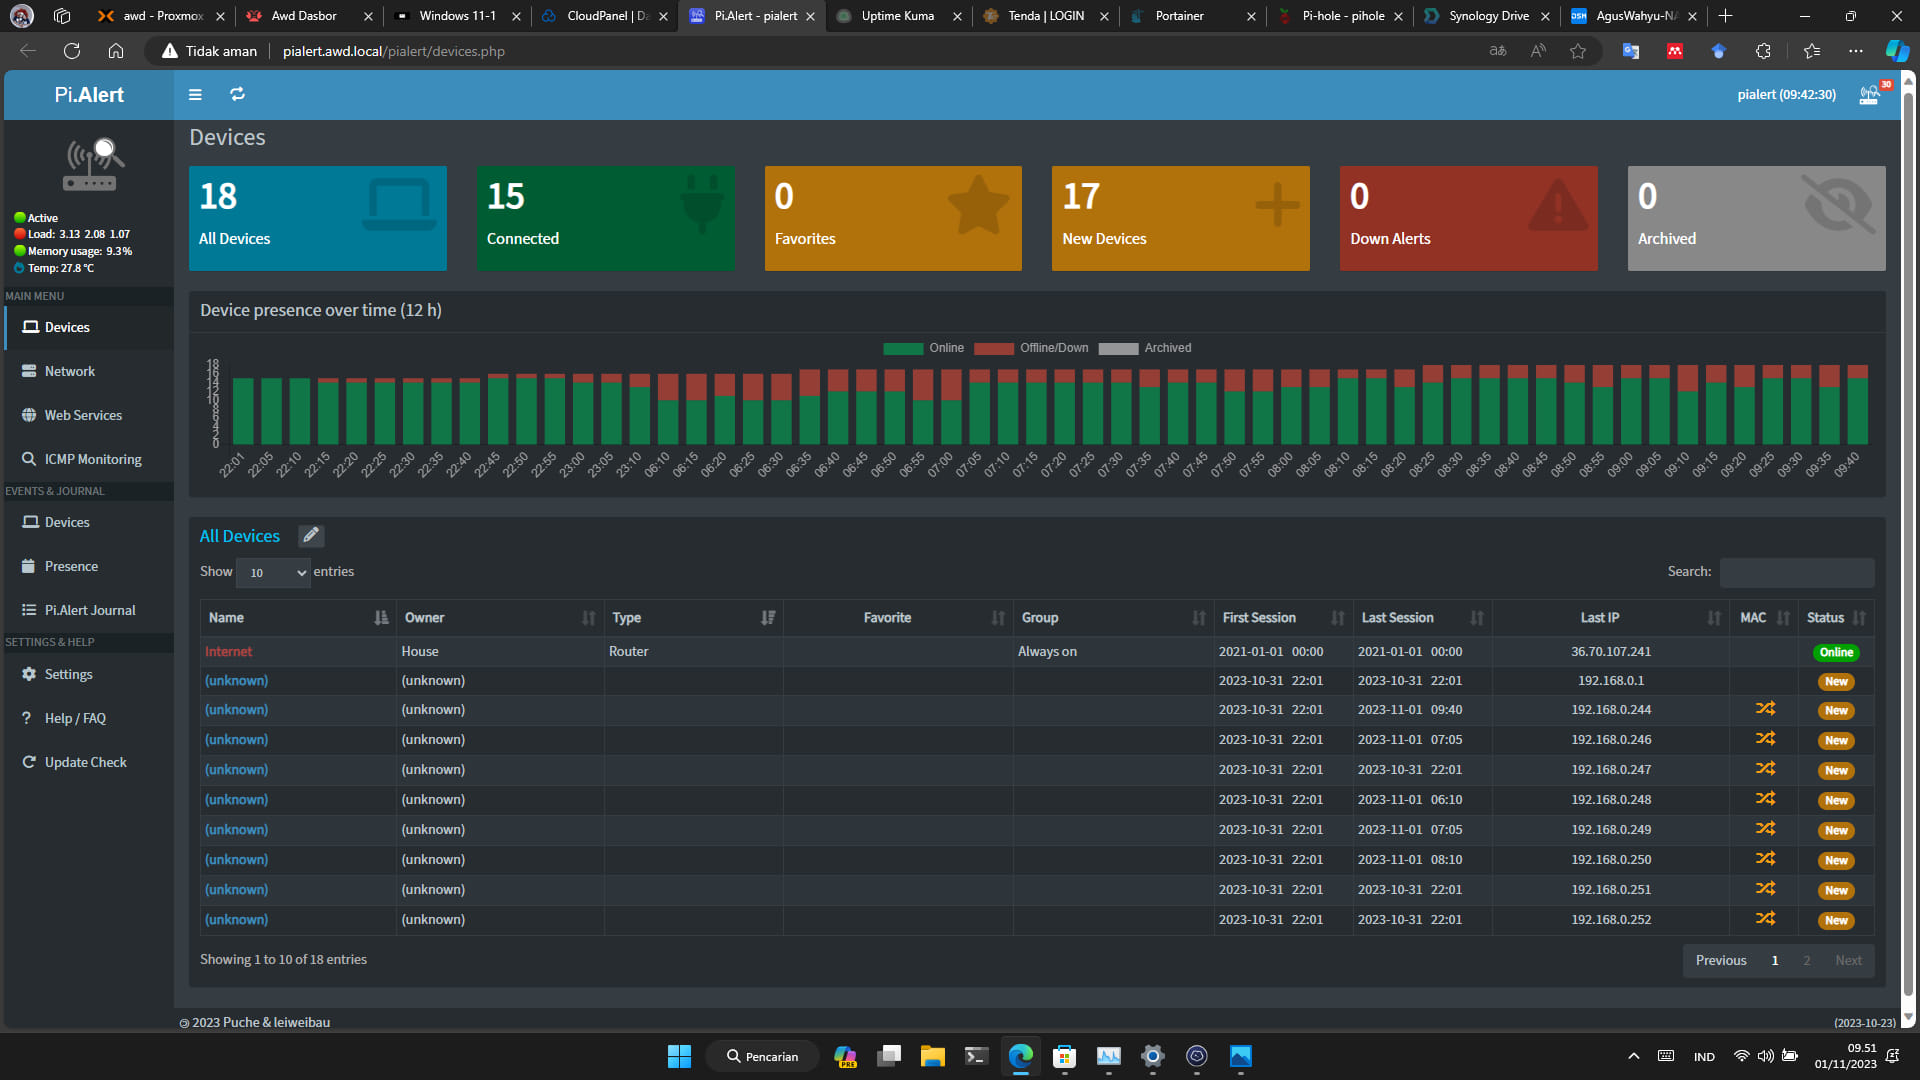 awd - Proxmox
Awd Dasbor
Windows 11-1
CloudPanel | Da
Pi.Alert - pialert
Uptime Kuma
Tenda | LOGIN
Portainer
Pi-hole - pihole
Synology Drive
DSM AgusWahyu-NA
Tidak aman
pialert.awd.local/pialert/devices.php
Pi.Alert
pialert (09:42:30)
30
Active
Load: 3.13 2.08 1.07
Memory usage: 9.3%
Temp: 27.8 °C
MAIN MENU
Devices
Network
Web Services
ICMP Monitoring
EVENTS & JOURNAL
Devices
Presence
Pi.Alert Journal
SETTINGS & HELP
Settings
Help / FAQ
Update Check
Devices
18
All Devices
15
Connected
0
Favorites
17
New Devices
0
Down Alerts
0
Archived
Device presence over time (12 h)
Online Offline/Down Archived
18
16
14
12
10
8
6
4
2
0
22:01 22:05 22:10 22:15 22:20 22:25 22:30 22:35 22:40 22:45 22:50 22:55 23:00 23:05 23:10 06:10 06:15 06:20 06:25 06:30 06:35 06:40 06:45 06:50 06:55 07:00 07:05 07:10 07:15 07:20 07:25 07:30 07:35 07:40 07:45 07:50 07:55 08:00 08:05 08:10 08:15 08:20 08:25 08:30 08:35 08:40 08:45 08:50 08:55 09:00 09:05 09:10 09:15 09:20 09:25 09:30 09:35 09:40
All Devices
Show 10 entries
Search:
Name Owner Type Favorite Group First Session Last Session Last IP MAC Status
Internet House Router Always on 2021-01-01 00:00 2021-01-01 00:00 36.70.107.241 Online
(unknown) (unknown) 2023-10-31 22:01 2023-10-31 22:01 192.168.0.1 New
(unknown) (unknown) 2023-10-31 22:01 2023-11-01 09:40 192.168.0.244 New
(unknown) (unknown) 2023-10-31 22:01 2023-11-01 07:05 192.168.0.246 New
(unknown) (unknown) 2023-10-31 22:01 2023-10-31 22:01 192.168.0.247 New
(unknown) (unknown) 2023-10-31 22:01 2023-11-01 06:10 192.168.0.248 New
(unknown) (unknown) 2023-10-31 22:01 2023-11-01 07:05 192.168.0.249 New
(unknown) (unknown) 2023-10-31 22:01 2023-11-01 08:10 192.168.0.250 New
(unknown) (unknown) 2023-10-31 22:01 2023-10-31 22:01 192.168.0.251 New
(unknown) (unknown) 2023-10-31 22:01 2023-10-31 22:01 192.168.0.252 New
Showing 1 to 10 of 18 entries
Previous 1 2 Next
2023 Puche & leiweibau
(2023-10-23)
Pencarian
PRE
IND
09.51
01/11/2023